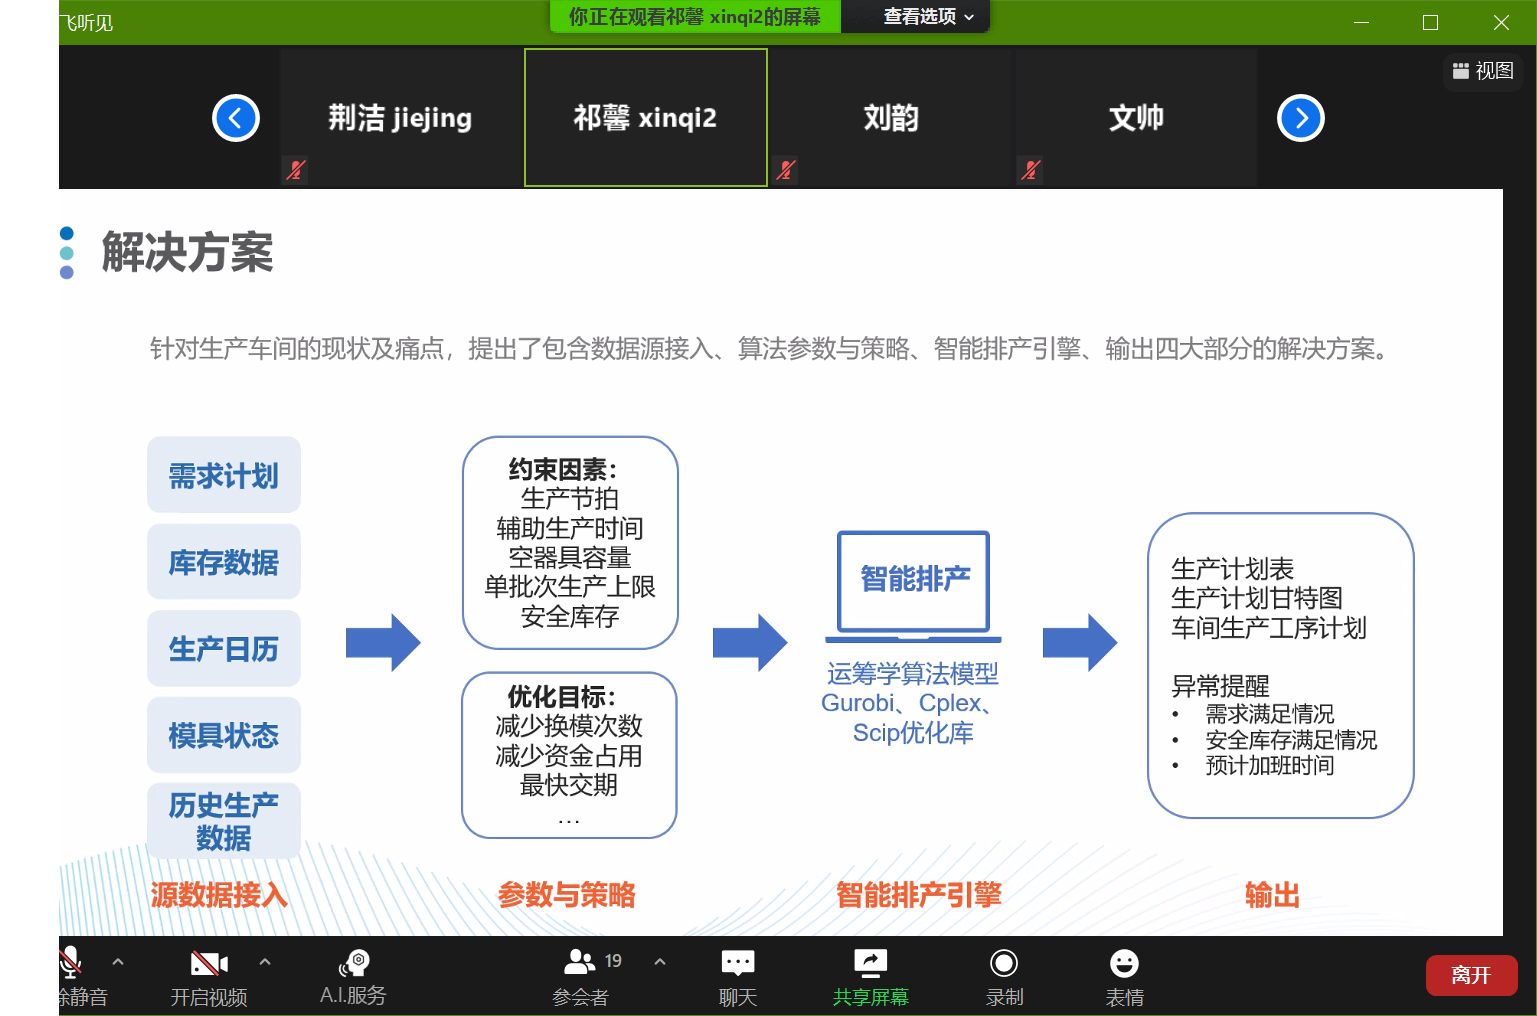 飞听见
你正在观看祁馨 xinqi2的屏幕
查看选项
视图
荆洁 jiejing
祁馨 xinqi2
刘韵
文帅
解决方案
针对生产车间的现状及痛点，提出了包含数据源接入、算法参数与策略、智能排产引擎、输出四大部分的解决方案。
需求计划
库存数据
生产日历
模具状态
历史生产
数据
源数据接入
约束因素：
生产节拍
辅助生产时间
空器具容量
单批次生产上限
安全库存
优化目标：
减少换模次数
减少资金占用
最快交期
…
参数与策略
智能排产
运筹学算法模型
Gurobi、Cplex、
Scip优化库
智能排产引擎
生产计划表
生产计划甘特图
车间生产工序计划
异常提醒
• 需求满足情况
• 安全库存满足情况
• 预计加班时间
输出
除静音
开启视频
A.I.服务
19
参会者
聊天
共享屏幕
录制
表情
离开